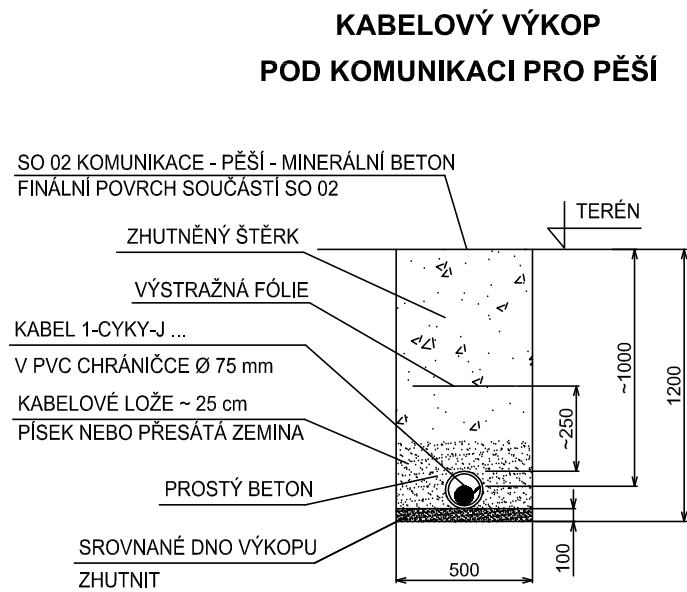 KABELOVÝ VÝKOP
POD KOMUNIKACI PRO PĚŠÍ
SO 02 KOMUNIKACE - PĚŠÍ - MINERÁLNÍ BETON
FINÁLNÍ POVRCH SOUČÁSTÍ SO 02
TERÉN
ZHUTNĚNÝ ŠTĚRK
VÝSTRAŽNÁ FÓLIE
KABEL 1-CYKY-J ...
V PVC CHRÁNIČCE Ø 75 mm
KABELOVÉ LOŽE ~ 25 cm
PÍSEK NEBO PŘESÁTÁ ZEMINA
PROSTÝ BETON
SROVNANÉ DNO VÝKOPU
ZHUTNIT
~250
~1000
1200
100
500